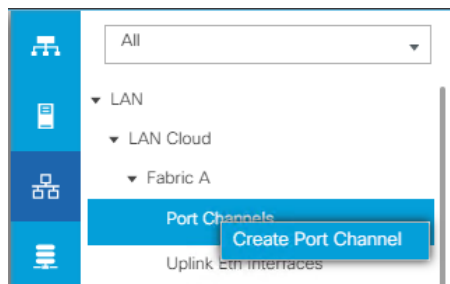 All
LAN
LAN Cloud
Fabric A
Port Channels
Create Port Channel
Uplink Eth Interfaces